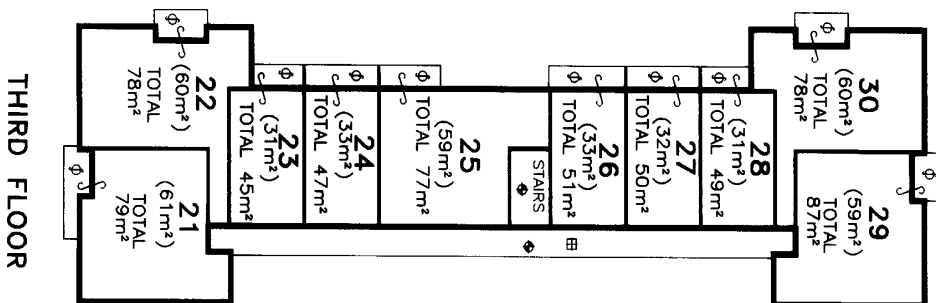 THIRD FLOOR
21
(61m²)
TOTAL
79m²
22
(60m²)
TOTAL
78m²
23
(31m²)
TOTAL 45m²
24
(33m²)
TOTAL 47m²
25
(59m²)
TOTAL 77m²
STAIRS
26
(33m²)
TOTAL 51m²
27
(32m²)
TOTAL 50m²
28
(31m²)
TOTAL 49m²
29
(59m²)
TOTAL
87m²
30
(60m²)
TOTAL
78m²